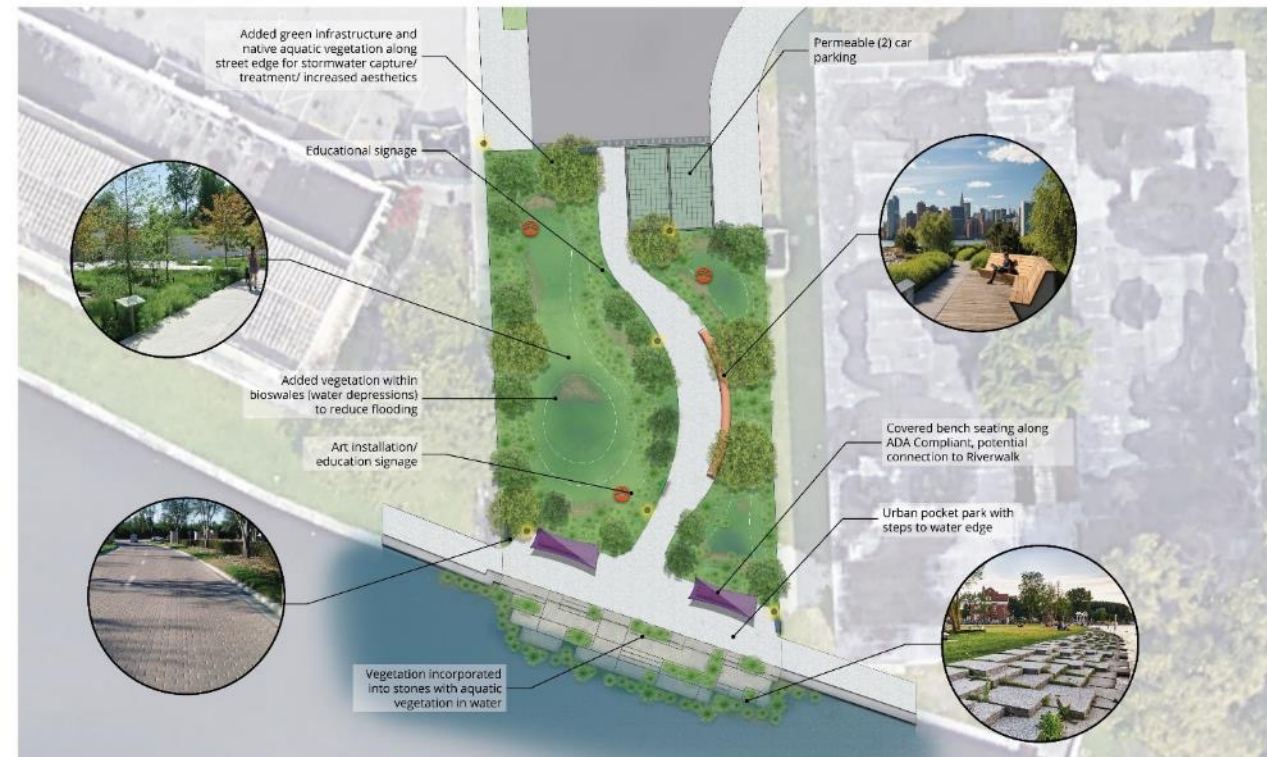 Added green infrastructure and
native aquatic vegetation along
street edge for stormwater capture/
treatment/ increased aesthetics
Permeable (2) car
parking
Educational signage
Added vegetation within
bioswales (water depressions)
to reduce flooding
Art installation/
education signage
Covered bench seating along
ADA Compliant, potential
connection to Riverwalk
Urban pocket park with
steps to water edge
Vegetation incorporated
into stones with aquatic
vegetation in water